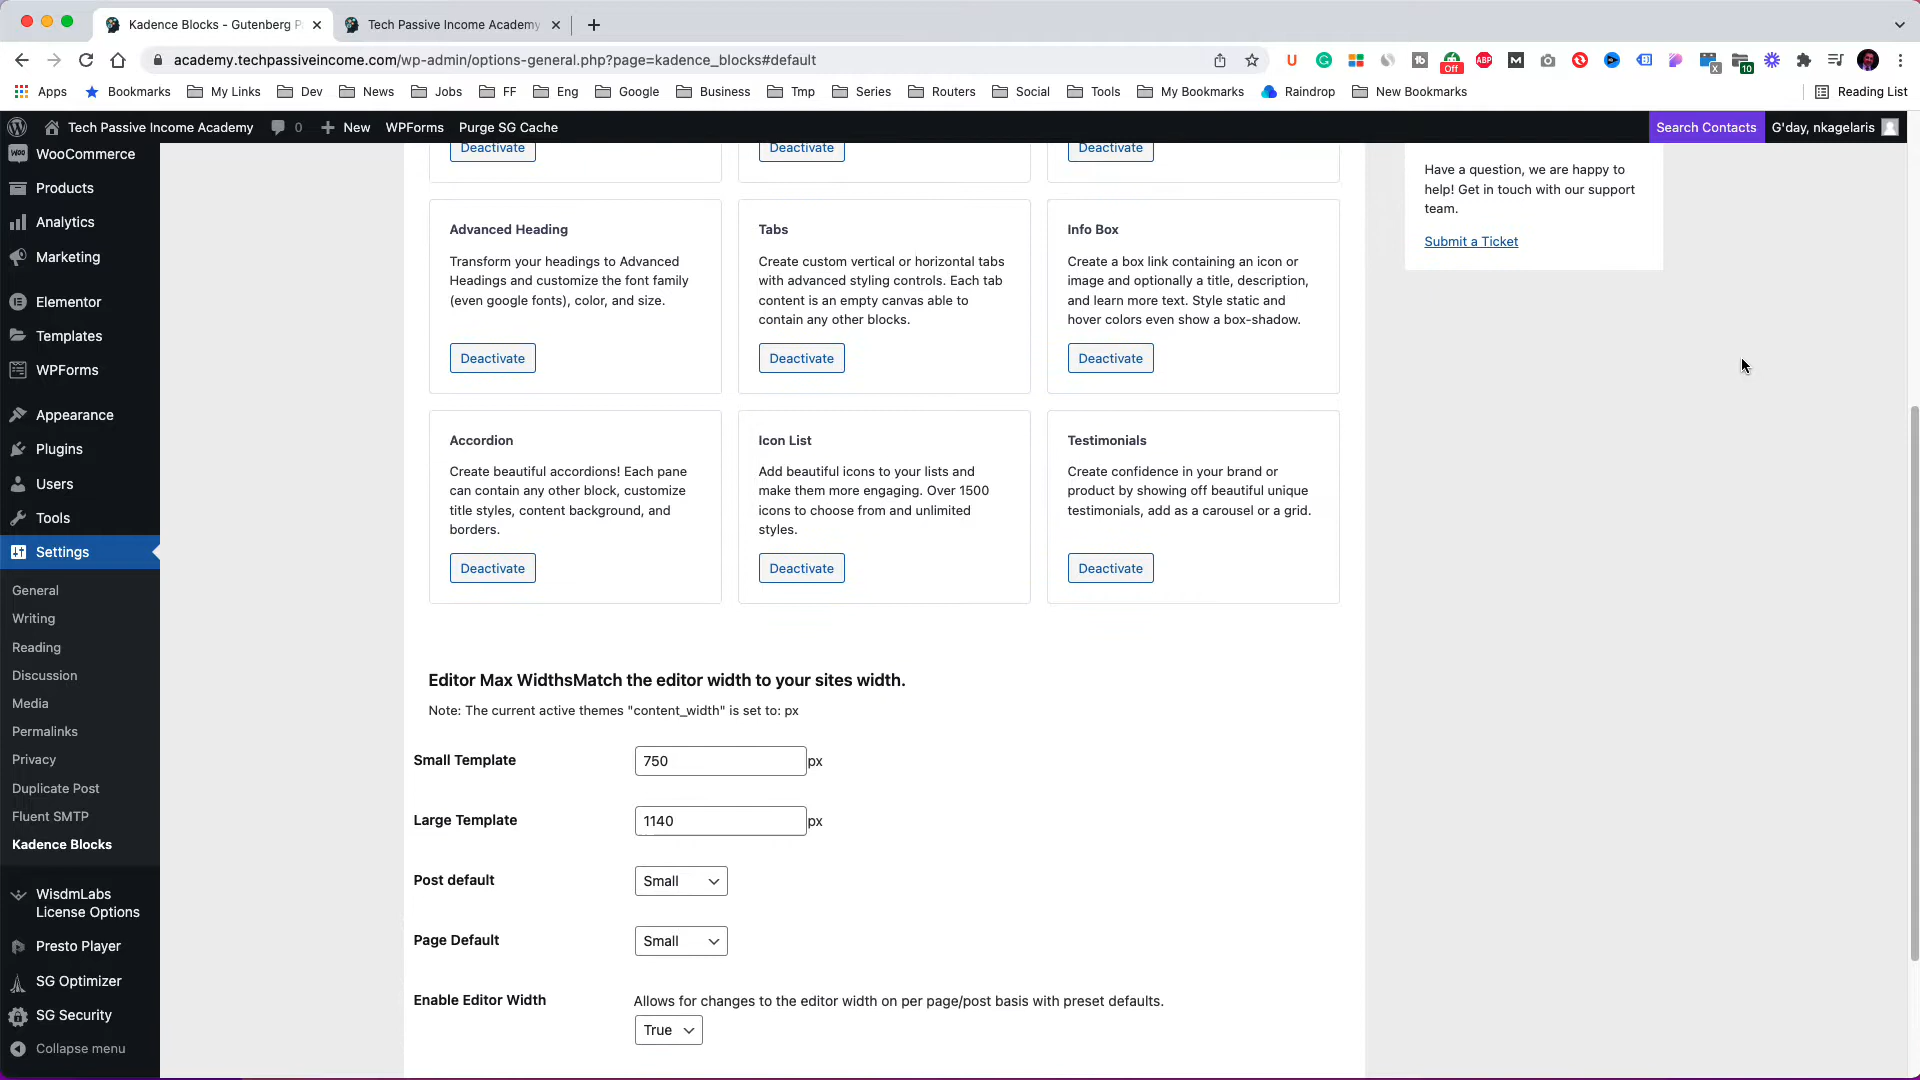 Kadence Blocks - Gutenberg P
Tech Passive Income Academy
academy.techpassiveincome.com/wp-admin/options-general.php?page=kadence_blocks#default
Apps
Bookmarks
My Links
Dev
News
Jobs
FF
Eng
Google
Business
Tmp
Series
Routers
Social
Tools
My Bookmarks
Raindrop
New Bookmarks
Reading List
Tech Passive Income Academy
0
New
WPForms
Purge SG Cache
Search Contacts
G'day, nkagelaris
WooCommerce
Products
Analytics
Marketing
Elementor
Templates
WPForms
Appearance
Plugins
Users
Tools
Settings
General
Writing
Reading
Discussion
Media
Permalinks
Privacy
Duplicate Post
Fluent SMTP
Kadence Blocks
WisdmLabs
License Options
Presto Player
SG Optimizer
SG Security
Collapse menu
Deactivate
Deactivate
Deactivate
Advanced Heading
Transform your headings to Advanced
Headings and customize the font family
(even google fonts), color, and size.
Deactivate
Tabs
Create custom vertical or horizontal tabs
with advanced styling controls. Each tab
content is an empty canvas able to
contain any other blocks.
Deactivate
Info Box
Create a box link containing an icon or
image and optionally a title, description,
and learn more text. Style static and
hover colors even show a box-shadow.
Deactivate
Accordion
Create beautiful accordions! Each pane
can contain any other block, customize
title styles, content background, and
borders.
Deactivate
Icon List
Add beautiful icons to your lists and
make them more engaging. Over 1500
icons to choose from and unlimited
styles.
Deactivate
Testimonials
Create confidence in your brand or
product by showing off beautiful unique
testimonials, add as a carousel or a grid.
Deactivate
Have a question, we are happy to
help! Get in touch with our support
team.
Submit a Ticket
Editor Max WidthsMatch the editor width to your sites width.
Note: The current active themes "content_width" is set to: px
Small Template
750 px
Large Template
1140 px
Post default
Small
Page Default
Small
Enable Editor Width
Allows for changes to the editor width on per page/post basis with preset defaults.
True
Off
ABP
10